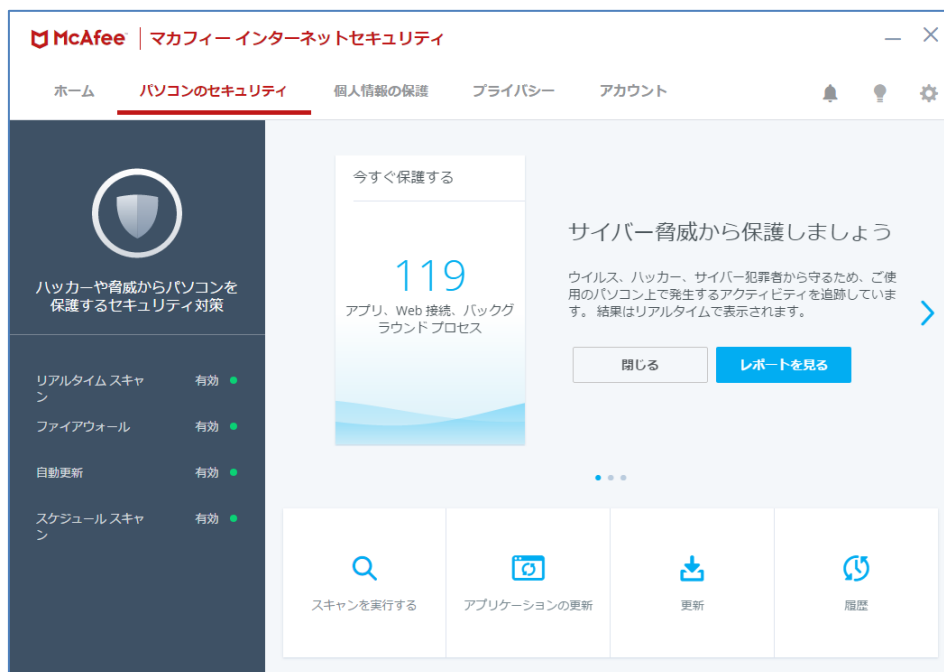 McAfee マカフィー インターネットセキュリティ
ホーム パソコンのセキュリティ 個人情報の保護 プライバシー アカウント
ハッカーや脅威からパソコンを
保護するセキュリティ対策
リアルタイム スキャ 有効
ン
ファイアウォール 有効
自動更新 有効
スケジュール スキャ 有効
ン
今すぐ保護する
119
アプリ、Web 接続、バックグ
ラウンド プロセス
サイバー脅威から保護しましょう
ウイルス、ハッカー、サイバー犯罪者から守るため、ご使
用のパソコン上で発生するアクティビティを追跡していま
す。 結果はリアルタイムで表示されます。
閉じる レポートを見る
スキャンを実行する アプリケーションの更新 更新 履歴